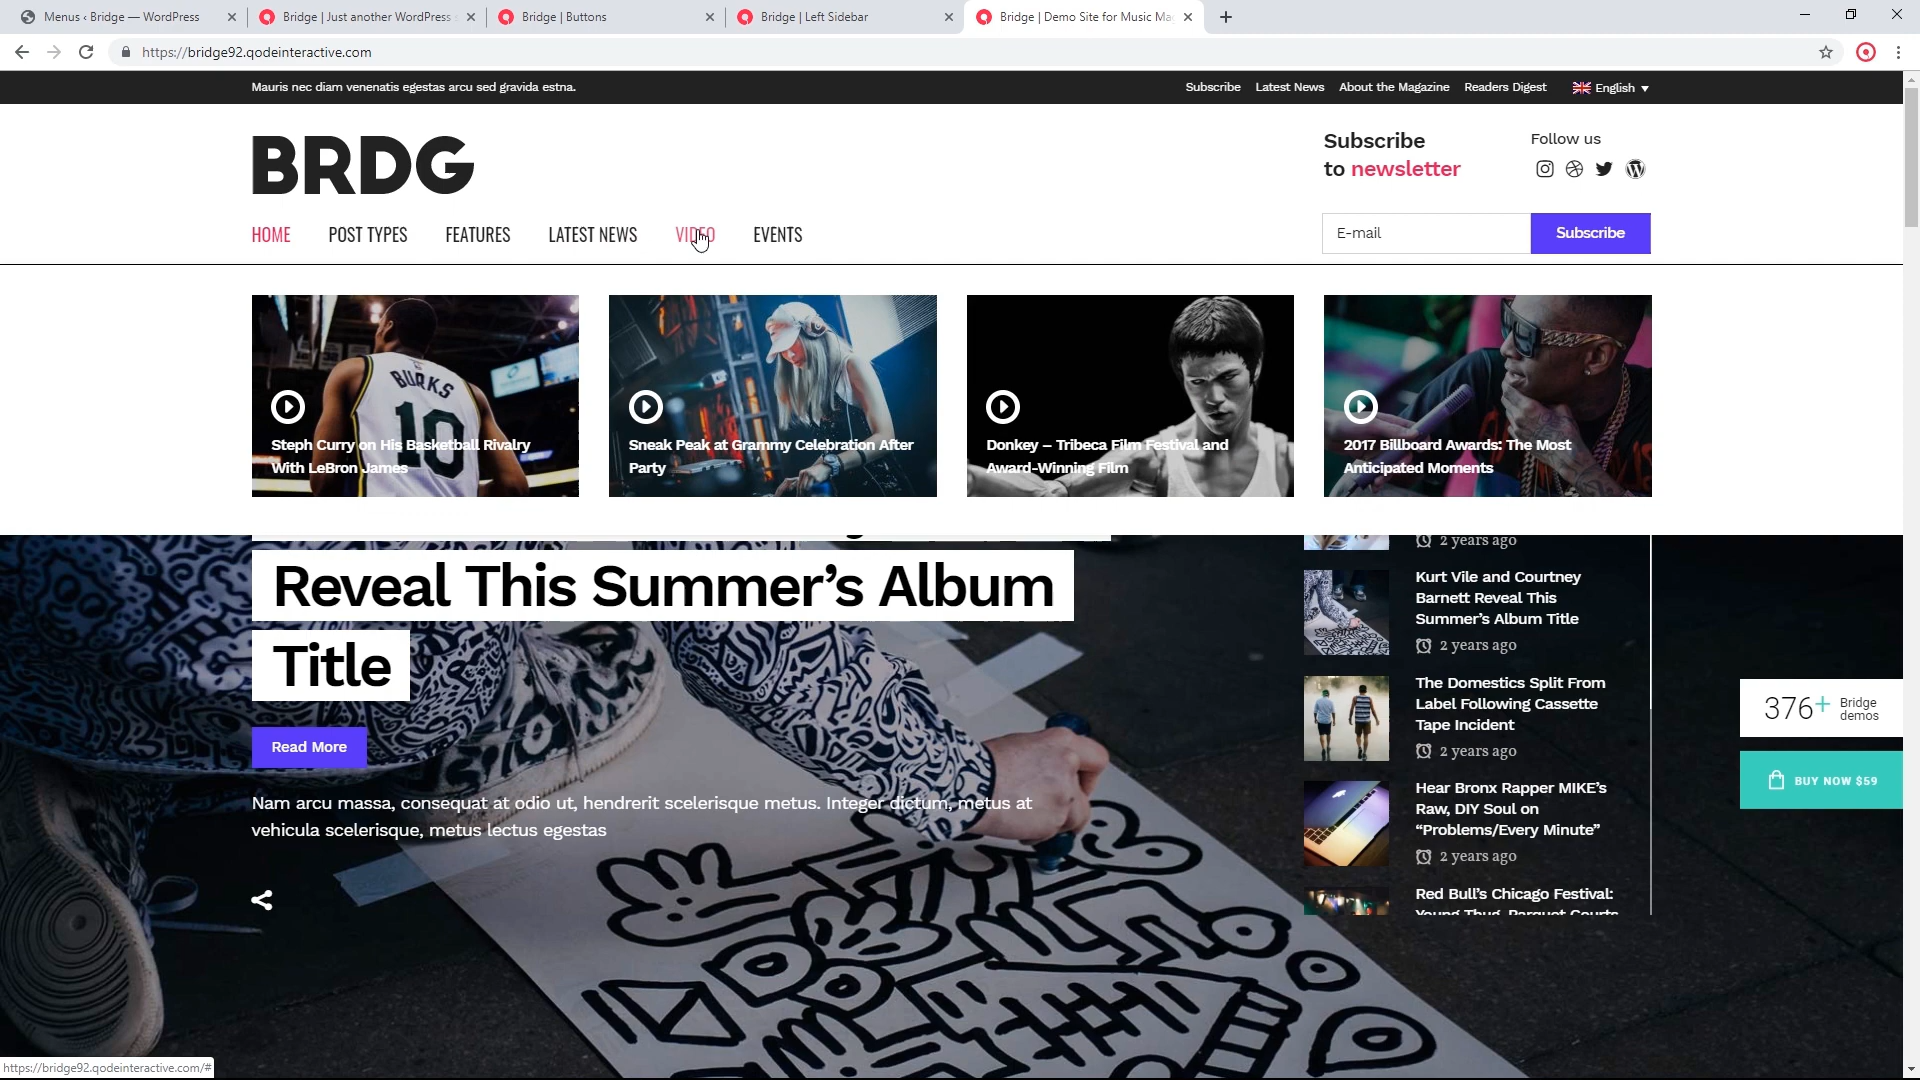 Menus ‹ Bridge — WordPress
Bridge | Just another WordPress
Bridge | Buttons
Bridge | Left Sidebar
Bridge | Demo Site for Music Ma
https://bridge92.qodeinteractive.com
Mauris nec diam venenatis egestas arcu sed gravida estna.
Subscribe Latest News About the Magazine Readers Digest English
BRDG
Subscribe
to newsletter
Follow us
HOME POST TYPES FEATURES LATEST NEWS VIDEO EVENTS
E-mail
Subscribe
BURKS
10
Steph Curry on His Basketball Rivalry
With LeBron James
Sneak Peak at Grammy Celebration After
Party
Donkey – Tribeca Film Festival and
Award-Winning Film
2017 Billboard Awards: The Most
Anticipated Moments
Reveal This Summer’s Album
Title
Read More
Nam arcu massa, consequat at odio ut, hendrerit scelerisque metus. Integer dictum, metus at
vehicula scelerisque, metus lectus egestas
2 years ago
Kurt Vile and Courtney
Barnett Reveal This
Summer’s Album Title
2 years ago
The Domestics Split From
Label Following Cassette
Tape Incident
2 years ago
Hear Bronx Rapper MIKE’s
Raw, DIY Soul on
“Problems/Every Minute”
2 years ago
Red Bull’s Chicago Festival:
Young Thug, Parquet Courts
376+ Bridge
demos
BUY NOW $59
https://bridge92.qodeinteractive.com/#